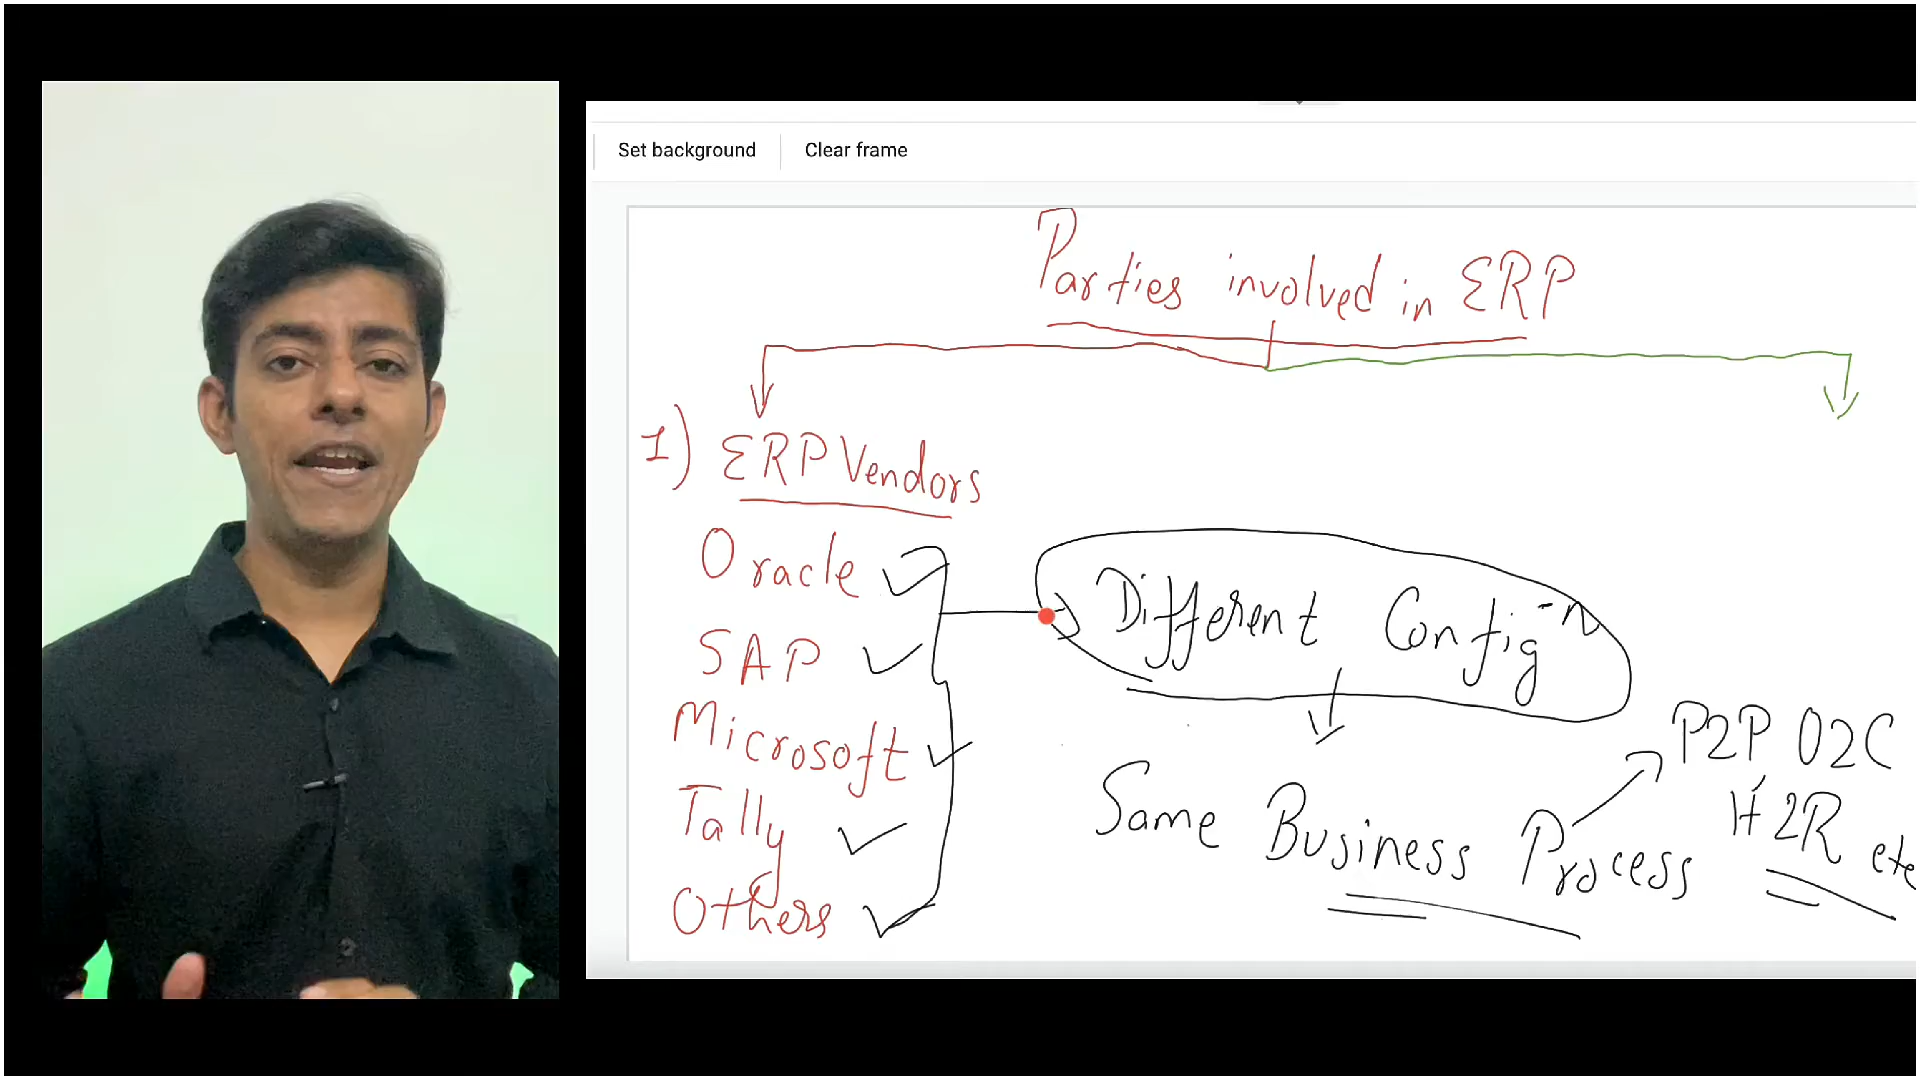 Set background
Clear frame
Parties involved in ERP
1) ERP Vendors
Oracle
SAP
Microsoft
Tally
Others
Different Config-n
Same Business Process
P2P O2C
H2R etc